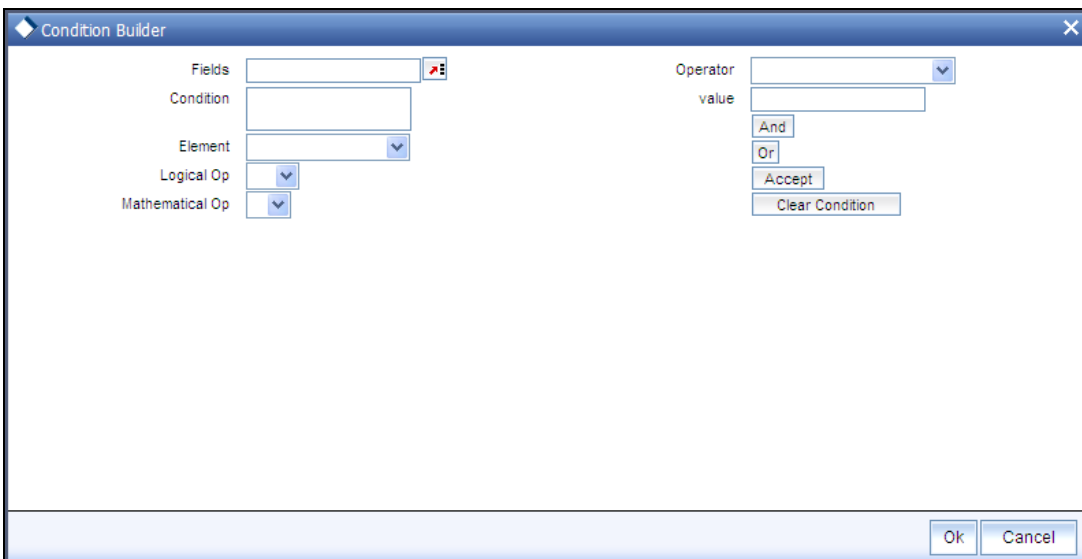 Condition Builder
Fields
Operator
Condition
value
And
Element
Or
Logical Op
Accept
Mathematical Op
Clear Condition
Ok
Cancel